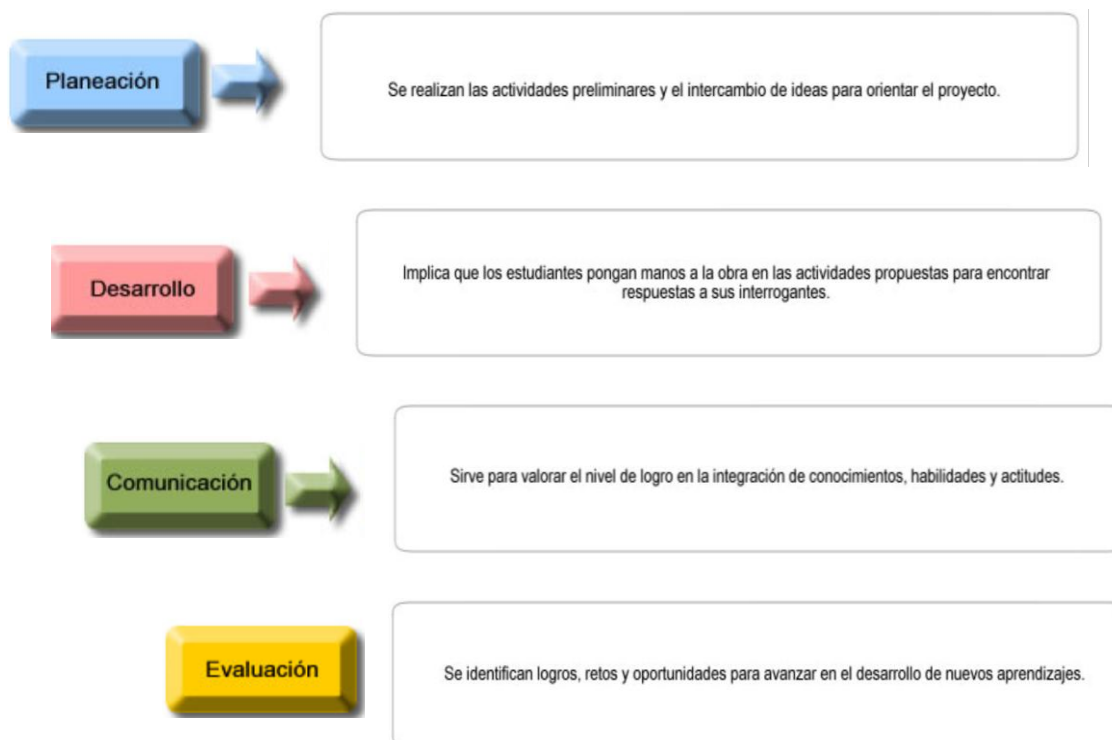 Planeación
Se realizan las actividades preliminares y el intercambio de ideas para orientar el proyecto.
Desarrollo
Implica que los estudiantes pongan manos a la obra en las actividades propuestas para encontrar
respuestas a sus interrogantes.
Comunicación
Sirve para valorar el nivel de logro en la integración de conocimientos, habilidades y actitudes.
Evaluación
Se identifican logros, retos y oportunidades para avanzar en el desarrollo de nuevos aprendizajes.